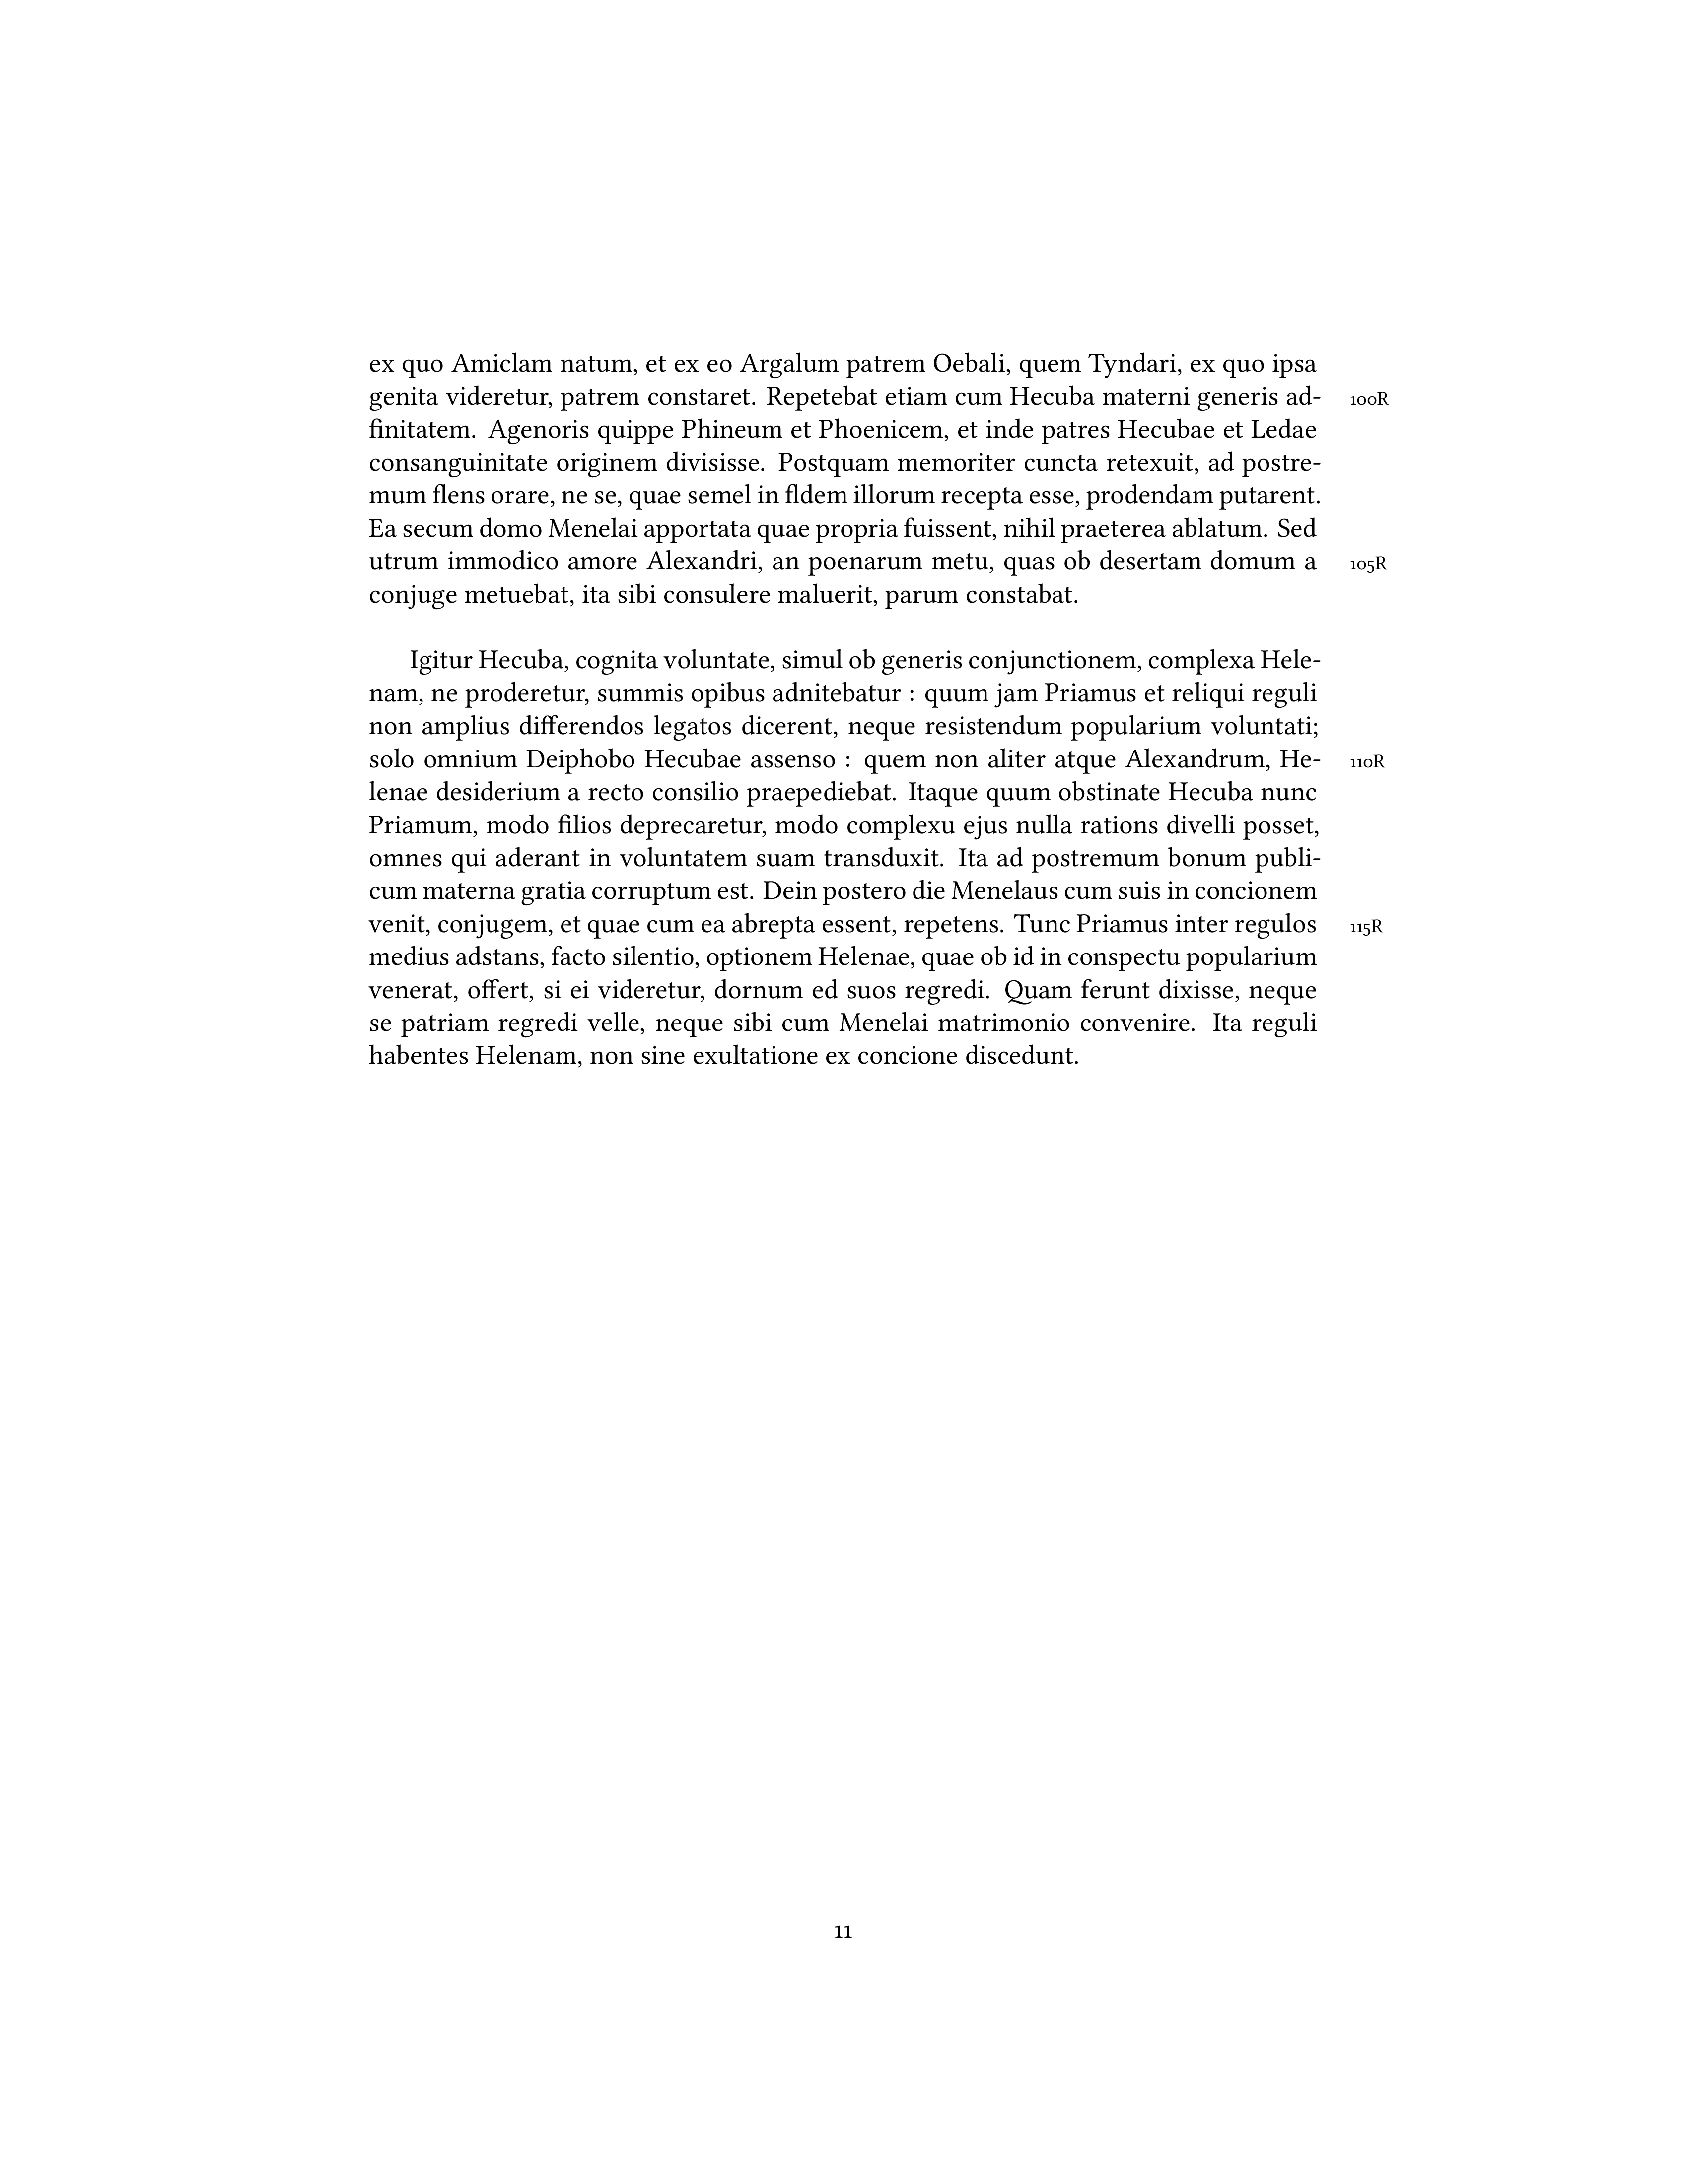 ex quo Amiclam natum, et ex eo Argalum patrem Oebali, quem Tyndari, ex quo ipsa
genita videretur, patrem constaret. Repetebat etiam cum Hecuba materni generis ad- 100R
finitatem. Agenoris quippe Phineum et Phoenicem, et inde patres Hecubae et Ledae
consanguinitate originem divisisse. Postquam memoriter cuncta retexuit, ad postre-
mum flens orare, ne se, quae semel in fldem illorum recepta esse, prodendam putarent.
Ea secum domo Menelai apportata quae propria fuissent, nihil praeterea ablatum. Sed
utrum immodico amore Alexandri, an poenarum metu, quas ob desertam domum a 105R
conjuge metuebat, ita sibi consulere maluerit, parum constabat.
Igitur Hecuba, cognita voluntate, simul ob generis conjunctionem, complexa Hele-
nam, ne proderetur, summis opibus adnitebatur : quum jam Priamus et reliqui reguli
non amplius differendos legatos dicerent, neque resistendum popularium voluntati;
solo omnium Deiphobo Hecubae assenso : quem non aliter atque Alexandrum, He- 110R
lenae desiderium a recto consilio praepediebat. Itaque quum obstinate Hecuba nunc
Priamum, modo filios deprecaretur, modo complexu ejus nulla rations divelli posset,
omnes qui aderant in voluntatem suam transduxit. Ita ad postremum bonum publi-
cum materna gratia corruptum est. Dein postero die Menelaus cum suis in concionem
venit, conjugem, et quae cum ea abrepta essent, repetens. Tunc Priamus inter regulos 115R
medius adstans, facto silentio, optionem Helenae, quae ob id in conspectu popularium
venerat, offert, si ei videretur, dornum ed suos regredi. Quam ferunt dixisse, neque
se patriam regredi velle, neque sibi cum Menelai matrimonio convenire. Ita reguli
habentes Helenam, non sine exultatione ex concione discedunt.
11